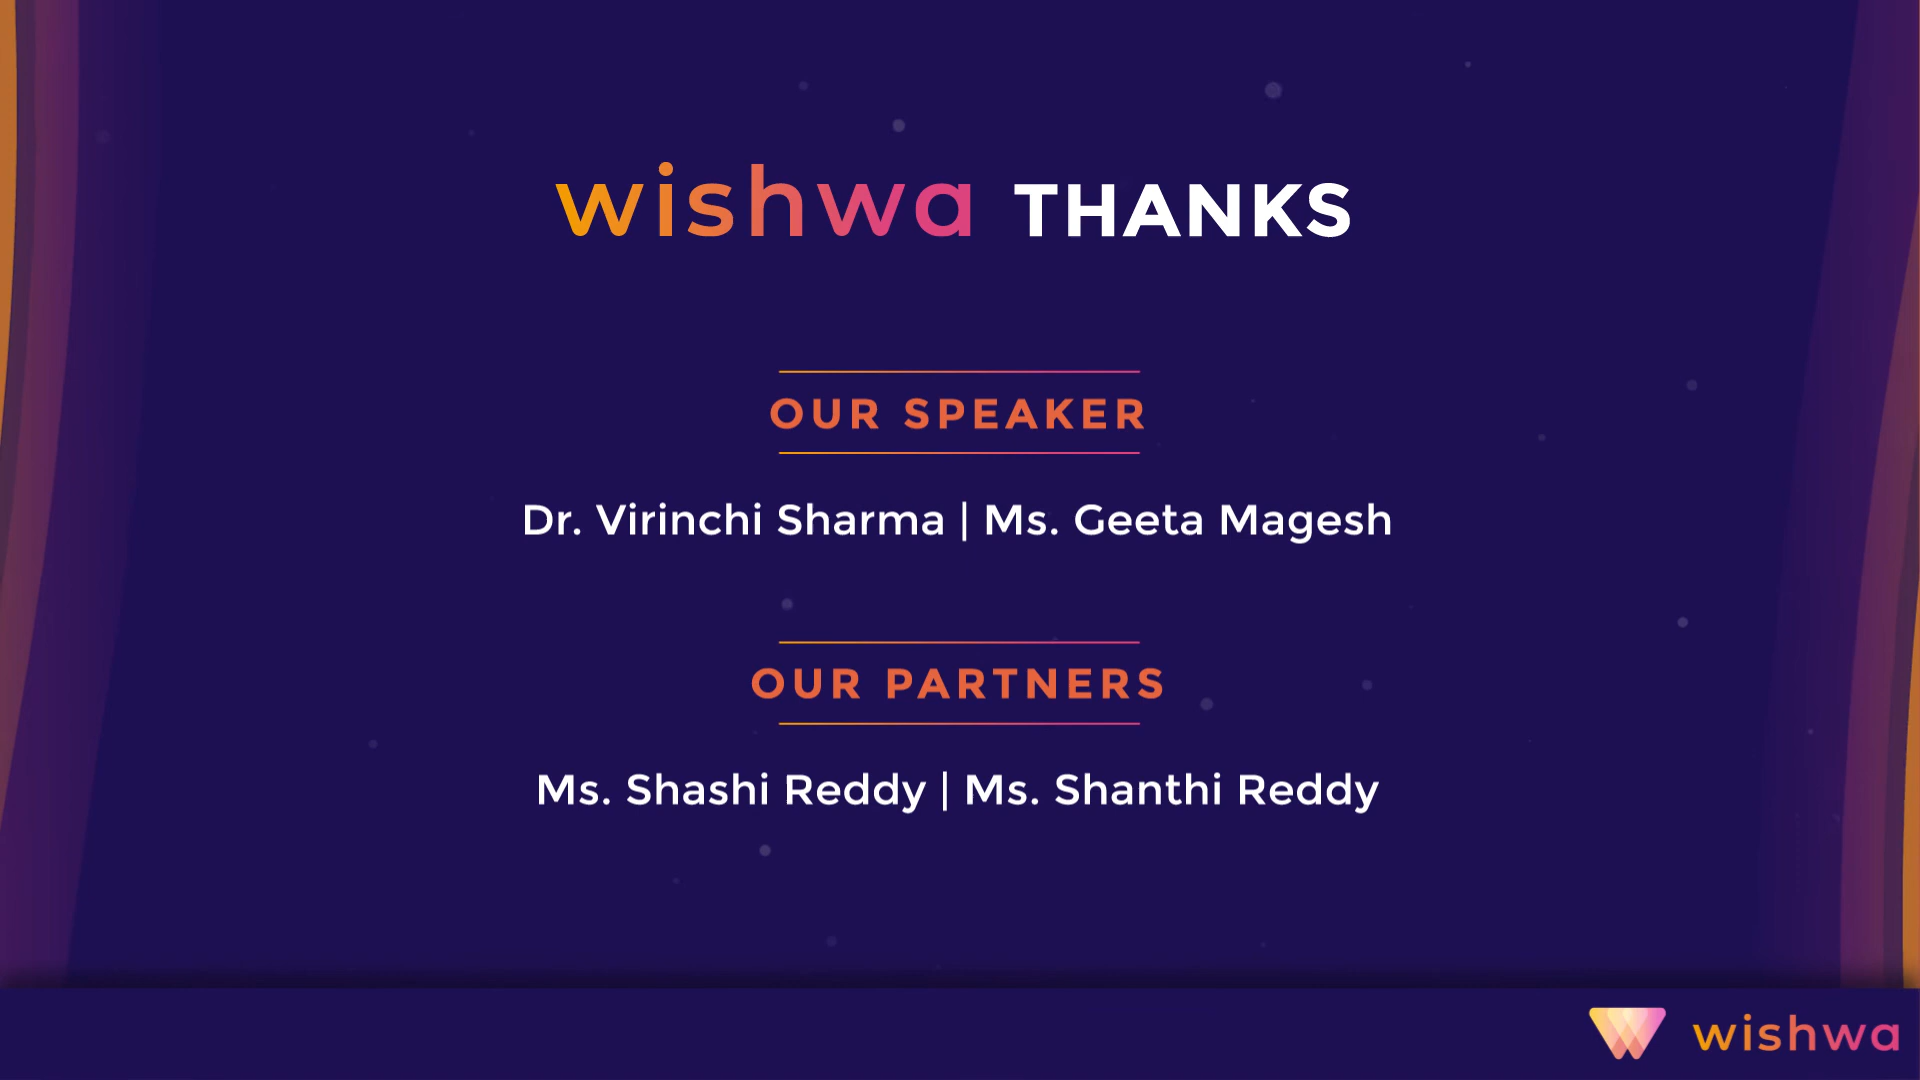 wishwa THANKS
OUR SPEAKER
Dr. Virinchi Sharma | Ms. Geeta Magesh
OUR PARTNERS
Ms. Shashi Reddy | Ms. Shanthi Reddy
wishwa